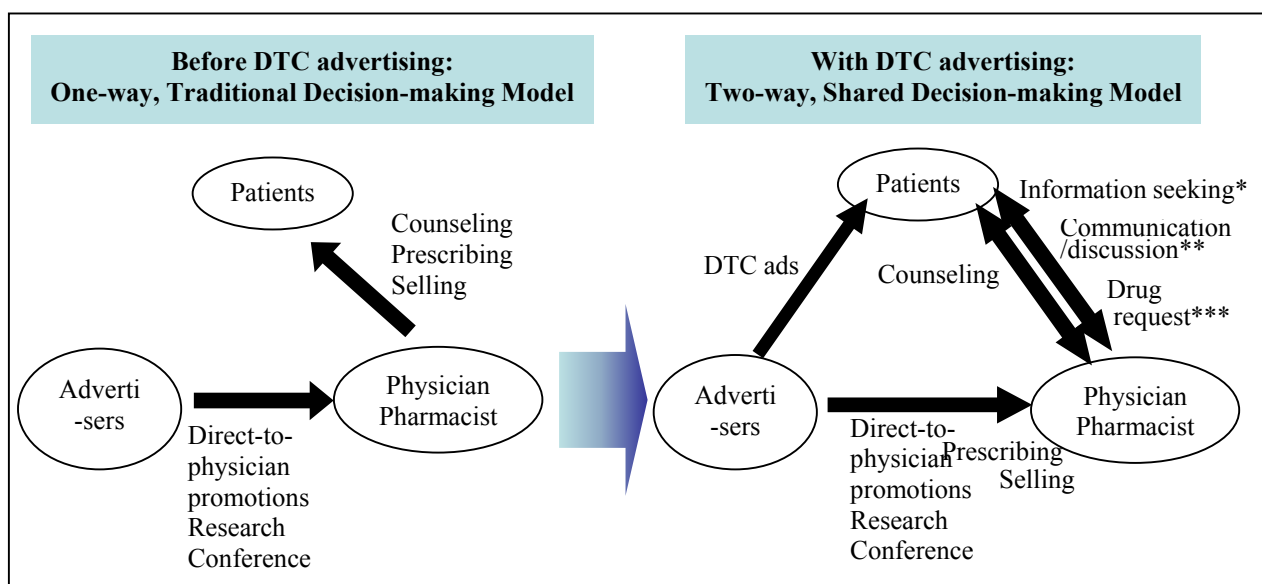 Before DTC advertising:
One-way, Traditional Decision-making Model
Patients
Counseling
Prescribing
Selling
Adverti
-sers
Physician
Pharmacist
Direct-to-
physician
promotions
Research
Conference
With DTC advertising:
Two-way, Shared Decision-making Model
Patients
Information seeking*
Communication
/discussion**
DTC ads
Counseling
Drug
request***
Adverti
-sers
Physician
Pharmacist
Direct-to-
physician
promotions
Research
Conference
Prescribing
Selling